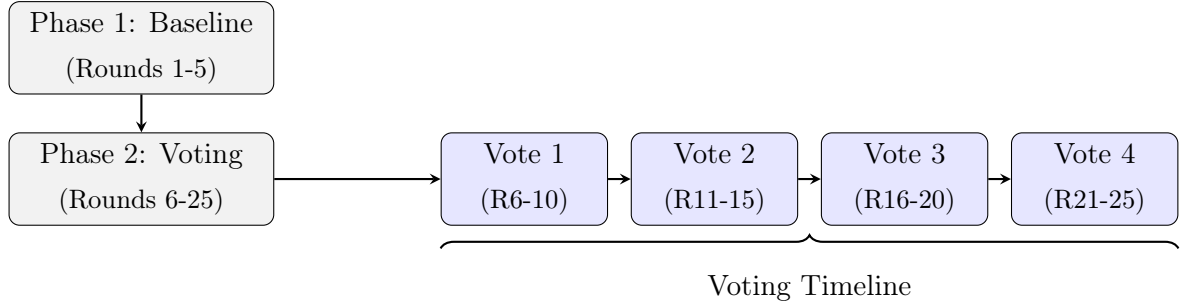 Phase 1: Baseline
(Rounds 1-5)
Phase 2: Voting
(Rounds 6-25)
Vote 1
(R6-10)
Vote 2
(R11-15)
Vote 3
(R16-20)
Vote 4
(R21-25)
Voting Timeline